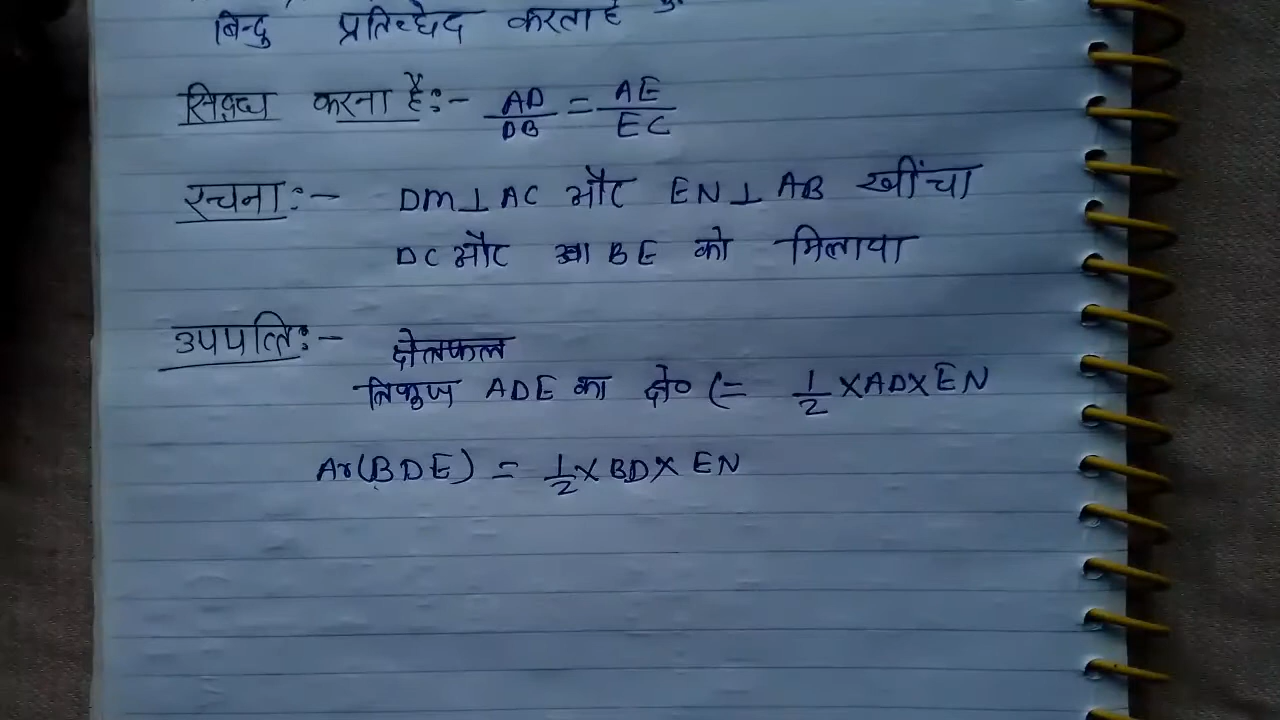 बिन्दु प्रतिच्छेद करता है
सिद्ध करना है:- AD/DB = AE/EC
रचना:- DM⊥AC और EN⊥AB खींचा
DC और BE को मिलाया
उपपत्ति:- क्षेत्रफल
त्रिभुज ADE का क्षे० (= 1/2 ×AD×EN
Ar(BDE) = 1/2 × BD× EN